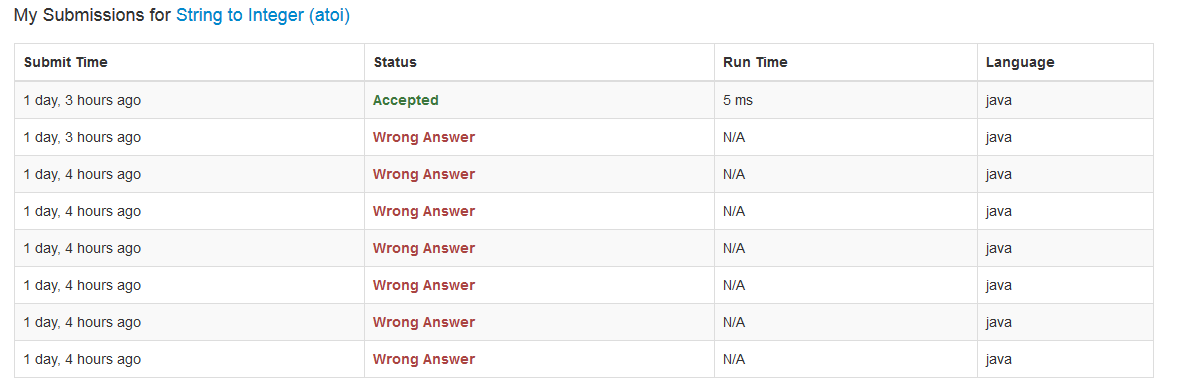 My Submissions for String to Integer (atoi)
Submit Time Status Run Time Language
1 day, 3 hours ago Accepted 5 ms java
1 day, 3 hours ago Wrong Answer N/A java
1 day, 4 hours ago Wrong Answer N/A java
1 day, 4 hours ago Wrong Answer N/A java
1 day, 4 hours ago Wrong Answer N/A java
1 day, 4 hours ago Wrong Answer N/A java
1 day, 4 hours ago Wrong Answer N/A java
1 day, 4 hours ago Wrong Answer N/A java